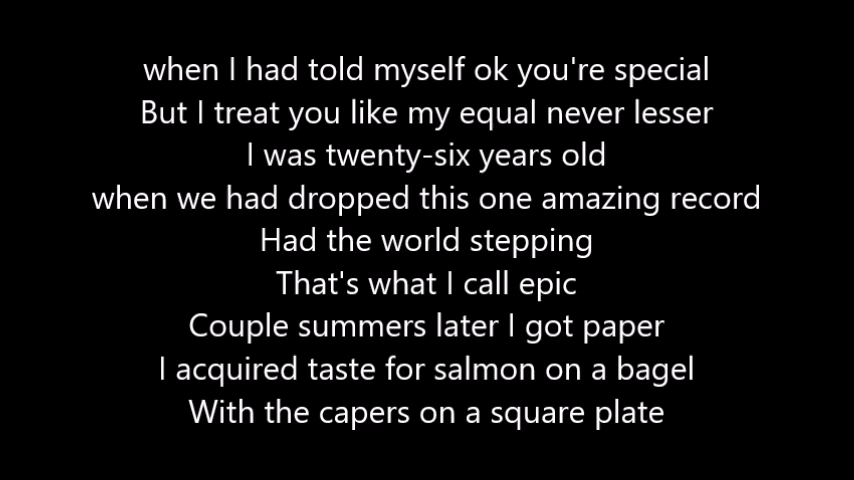 when I had told myself ok you're special
But I treat you like my equal never lesser
I was twenty-six years old
when we had dropped this one amazing record
Had the world stepping
That's what I call epic
Couple summers later I got paper
I acquired taste for salmon on a bagel
With the capers on a square plate